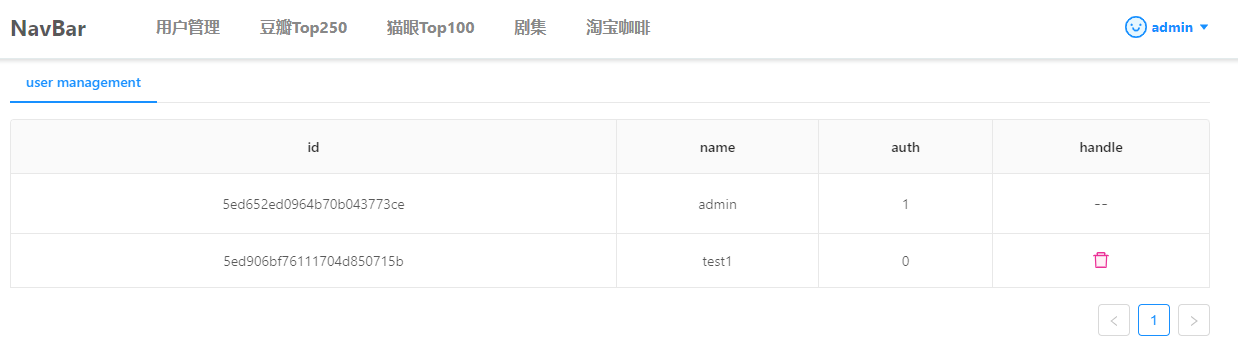 NavBar 用户管理 豆瓣Top250 猫眼Top100 剧集 淘宝咖啡 admin
user management
id name auth handle
5ed652ed0964b70b043773ce admin 1 --
5ed906bf76111704d850715b test1 0
< 1 >